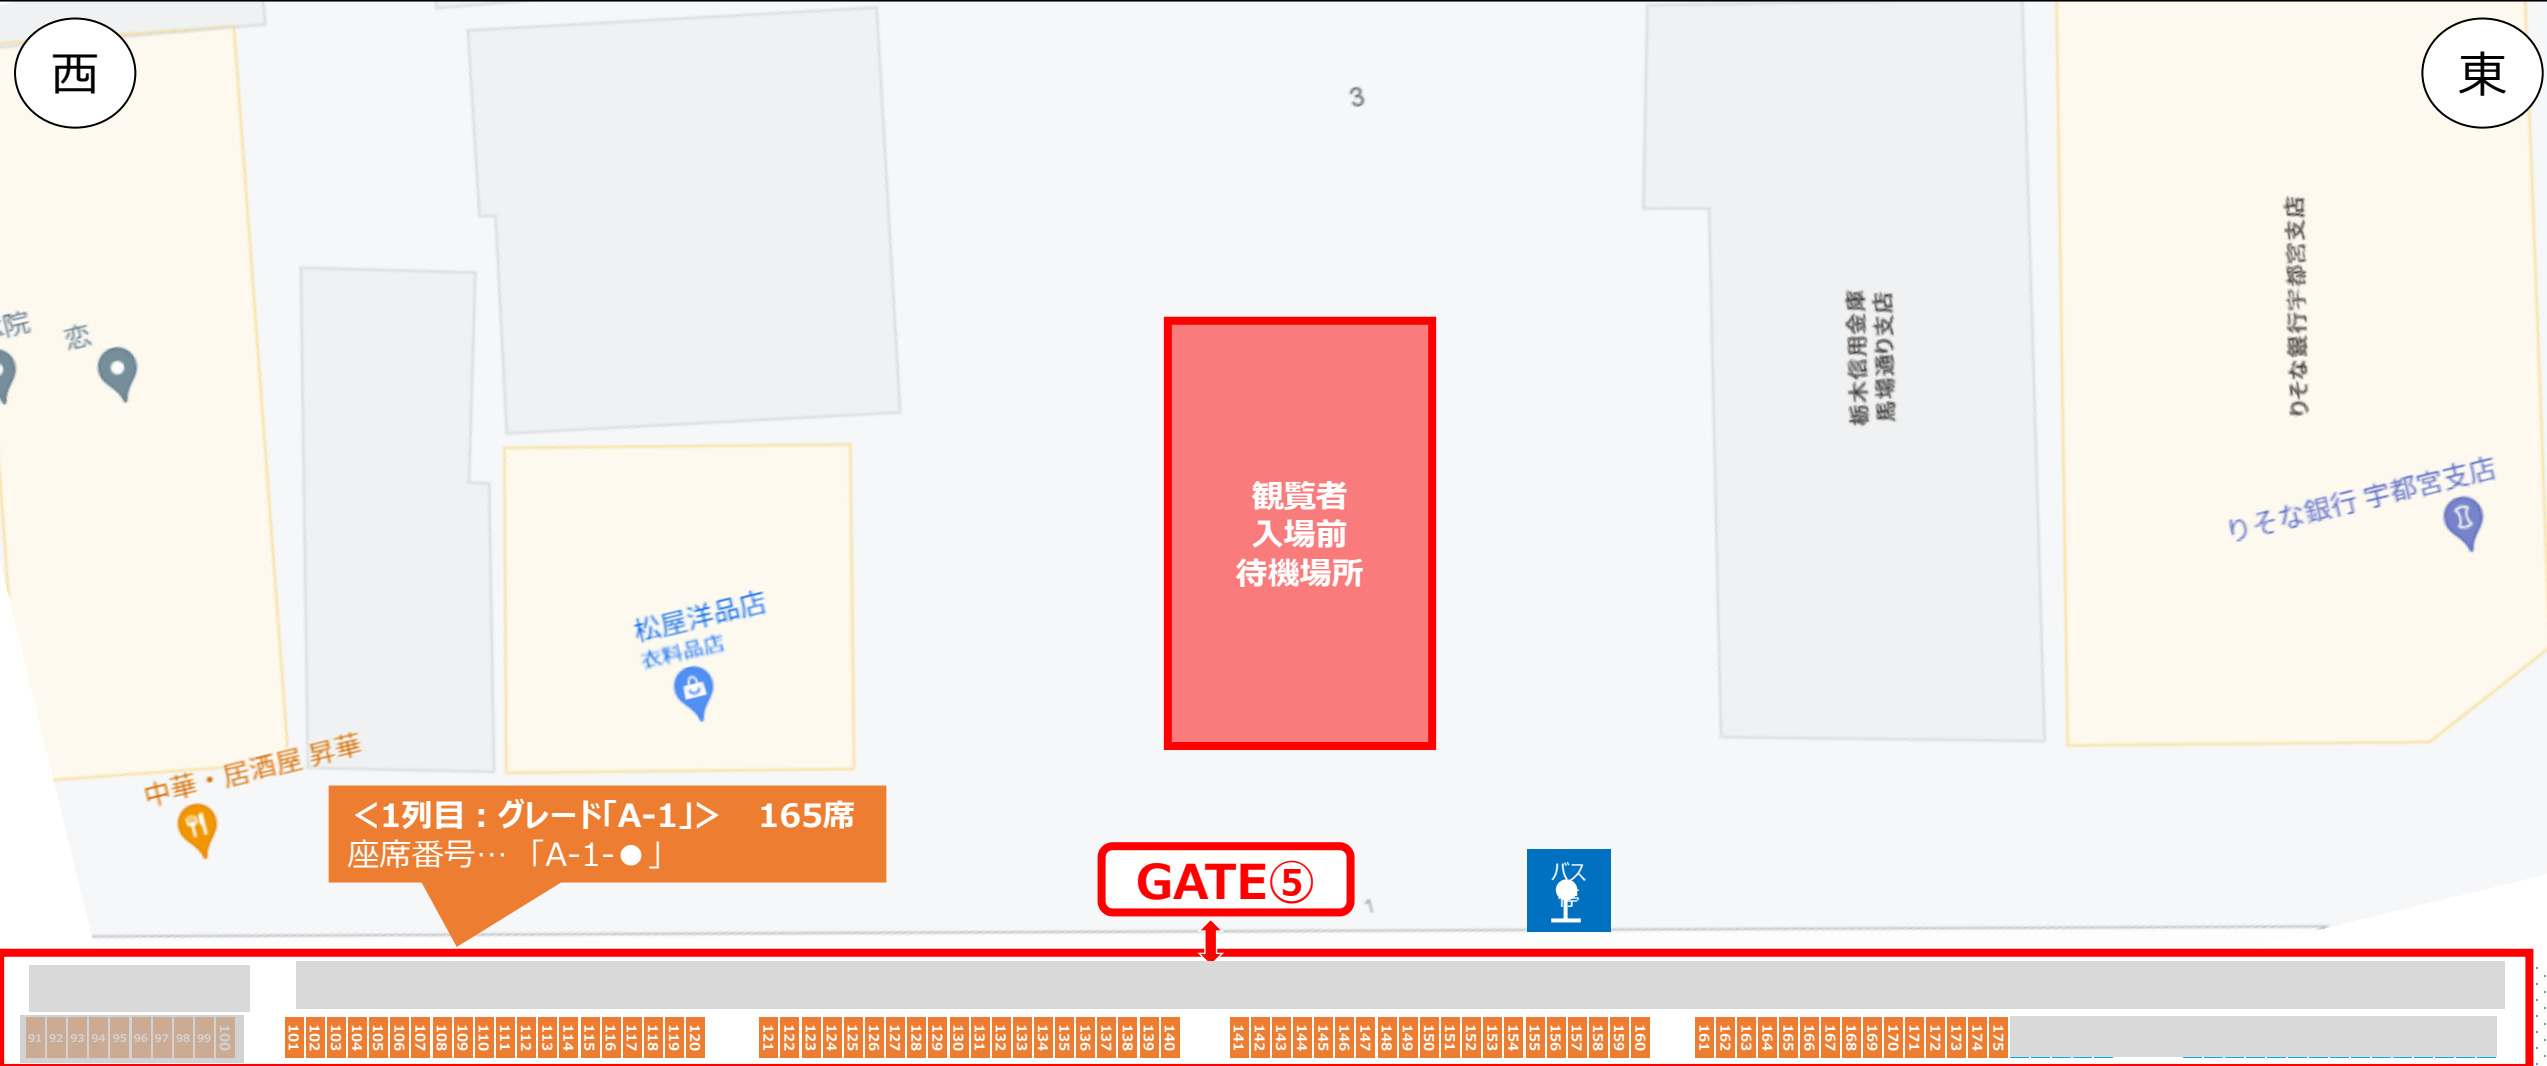 西
東
3
院
恋
観覧者
入場前
待機場所
栃木信用金庫
馬場通り支店
りそな銀行宇都宮支店
りそな銀行 宇都宮支店
松屋洋品店
衣料品店
中華・居酒屋 昇華
＜1列目：グレード「A-1」＞　165席
座席番号…「A-1-●」
GATE⑤
1
バス
停
91 92 93 94 95 96 97 98 99 100
101 102 103 104 105 106 107 108 109 110 111 112 113 114 115 116 117 118 119 120
121 122 123 124 125 126 127 128 129 130 131 132 133 134 135 136 137 138 139 140
141 142 143 144 145 146 147 148 149 150 151 152 153 154 155 156 157 158 159 160
161 162 163 164 165 166 167 168 169 170 171 172 173 174 175